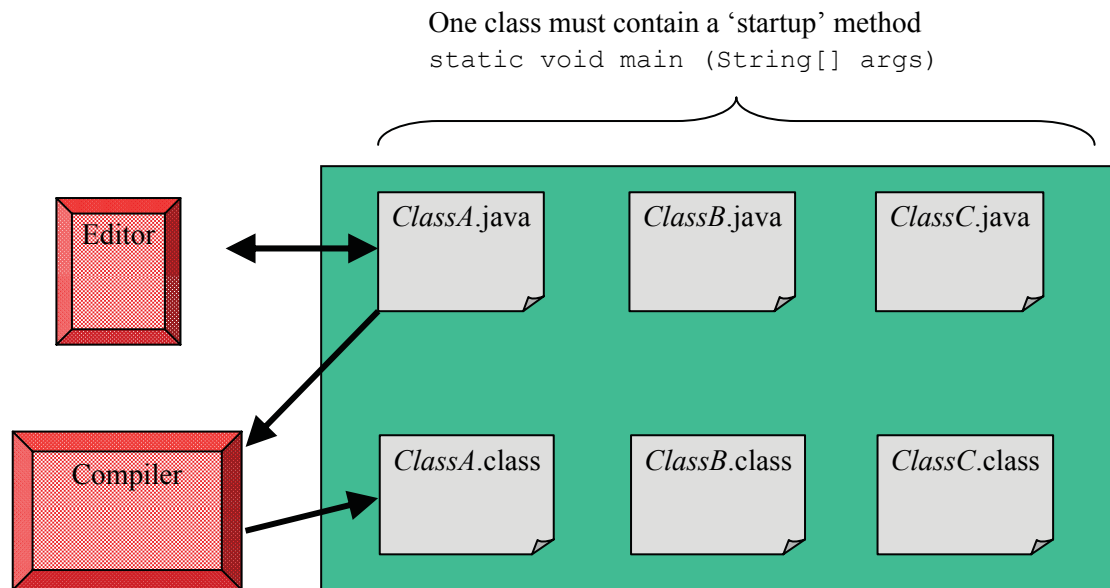 One class must contain a ‘startup’ method
static void main (String[] args)
Editor
ClassA.java
ClassB.java
ClassC.java
Compiler
ClassA.class
ClassB.class
ClassC.class